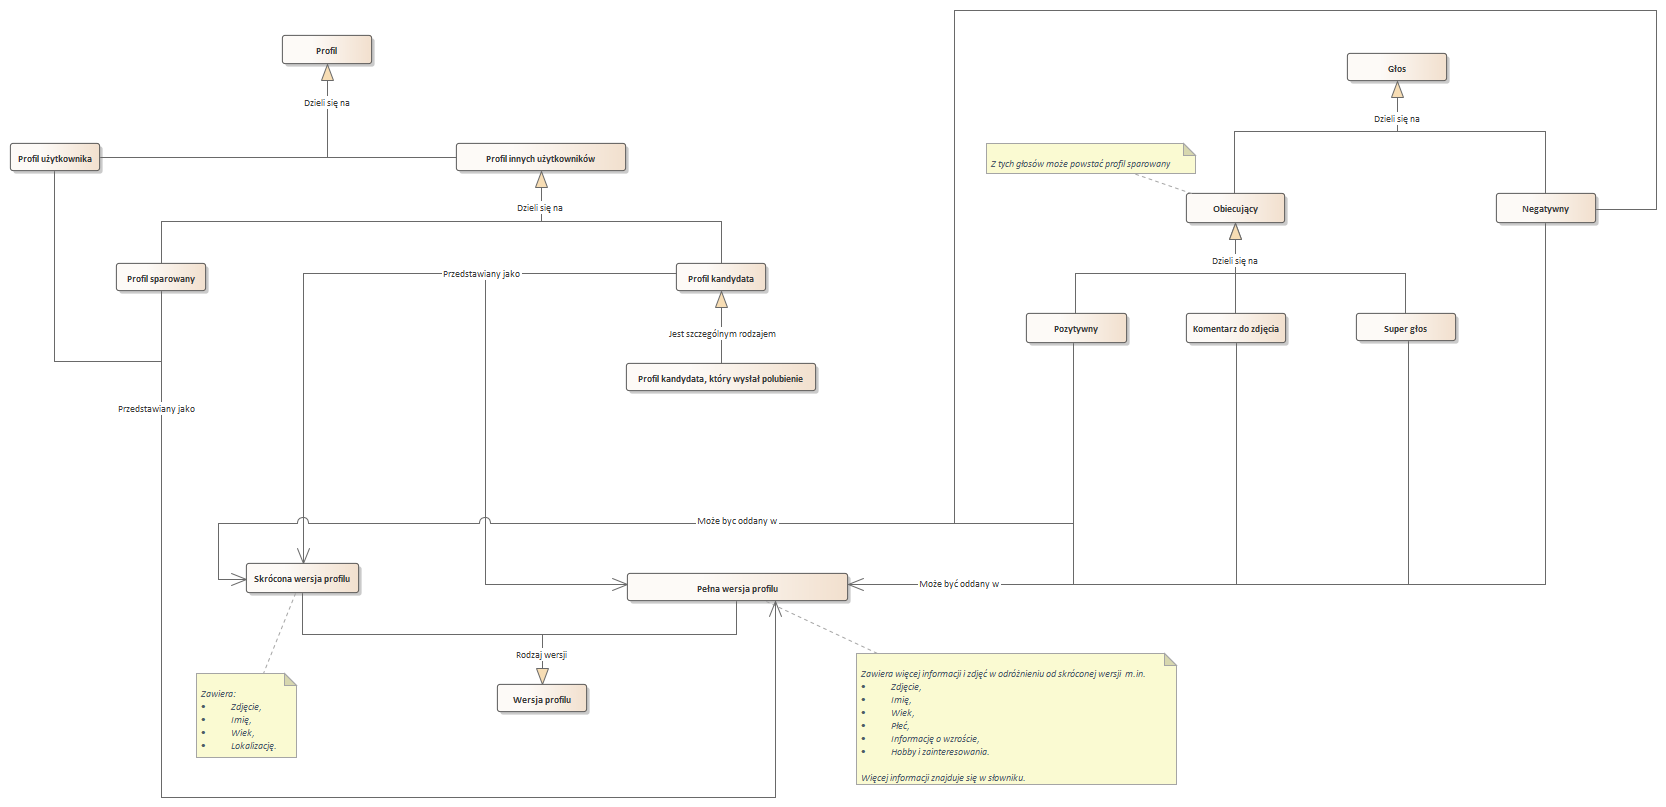 Profil
Głos
Dzieli się na
Dzieli się na
Profil użytkownika
Profil innych użytkowników
Z tych głosów może powstać profil sparowany
Dzieli się na
Obiecujący
Negatywny
Dzieli się na
Profil sparowany
Przedstawiany jako
Profil kandydata
Jest szczególnym rodzajem
Pozytywny
Komentarz do zdjęcia
Super głos
Profil kandydata, który wysłał polubienie
Przedstawiany jako
Może byc oddany w
Skrócona wersja profilu
Pełna wersja profilu
Może być oddany w
Rodzaj wersji
Wersja profilu
Zawiera:
• Zdjęcie,
• Imię,
• Wiek,
• Lokalizację.
Zawiera więcej informacji i zdjęć w odróżnieniu od skróconej wersji m.in.
• Zdjęcie,
• Imię,
• Wiek,
• Płeć,
• Informację o wzroście,
• Hobby i zainteresowania.
Więcej informacji znajduje się w słowniku.